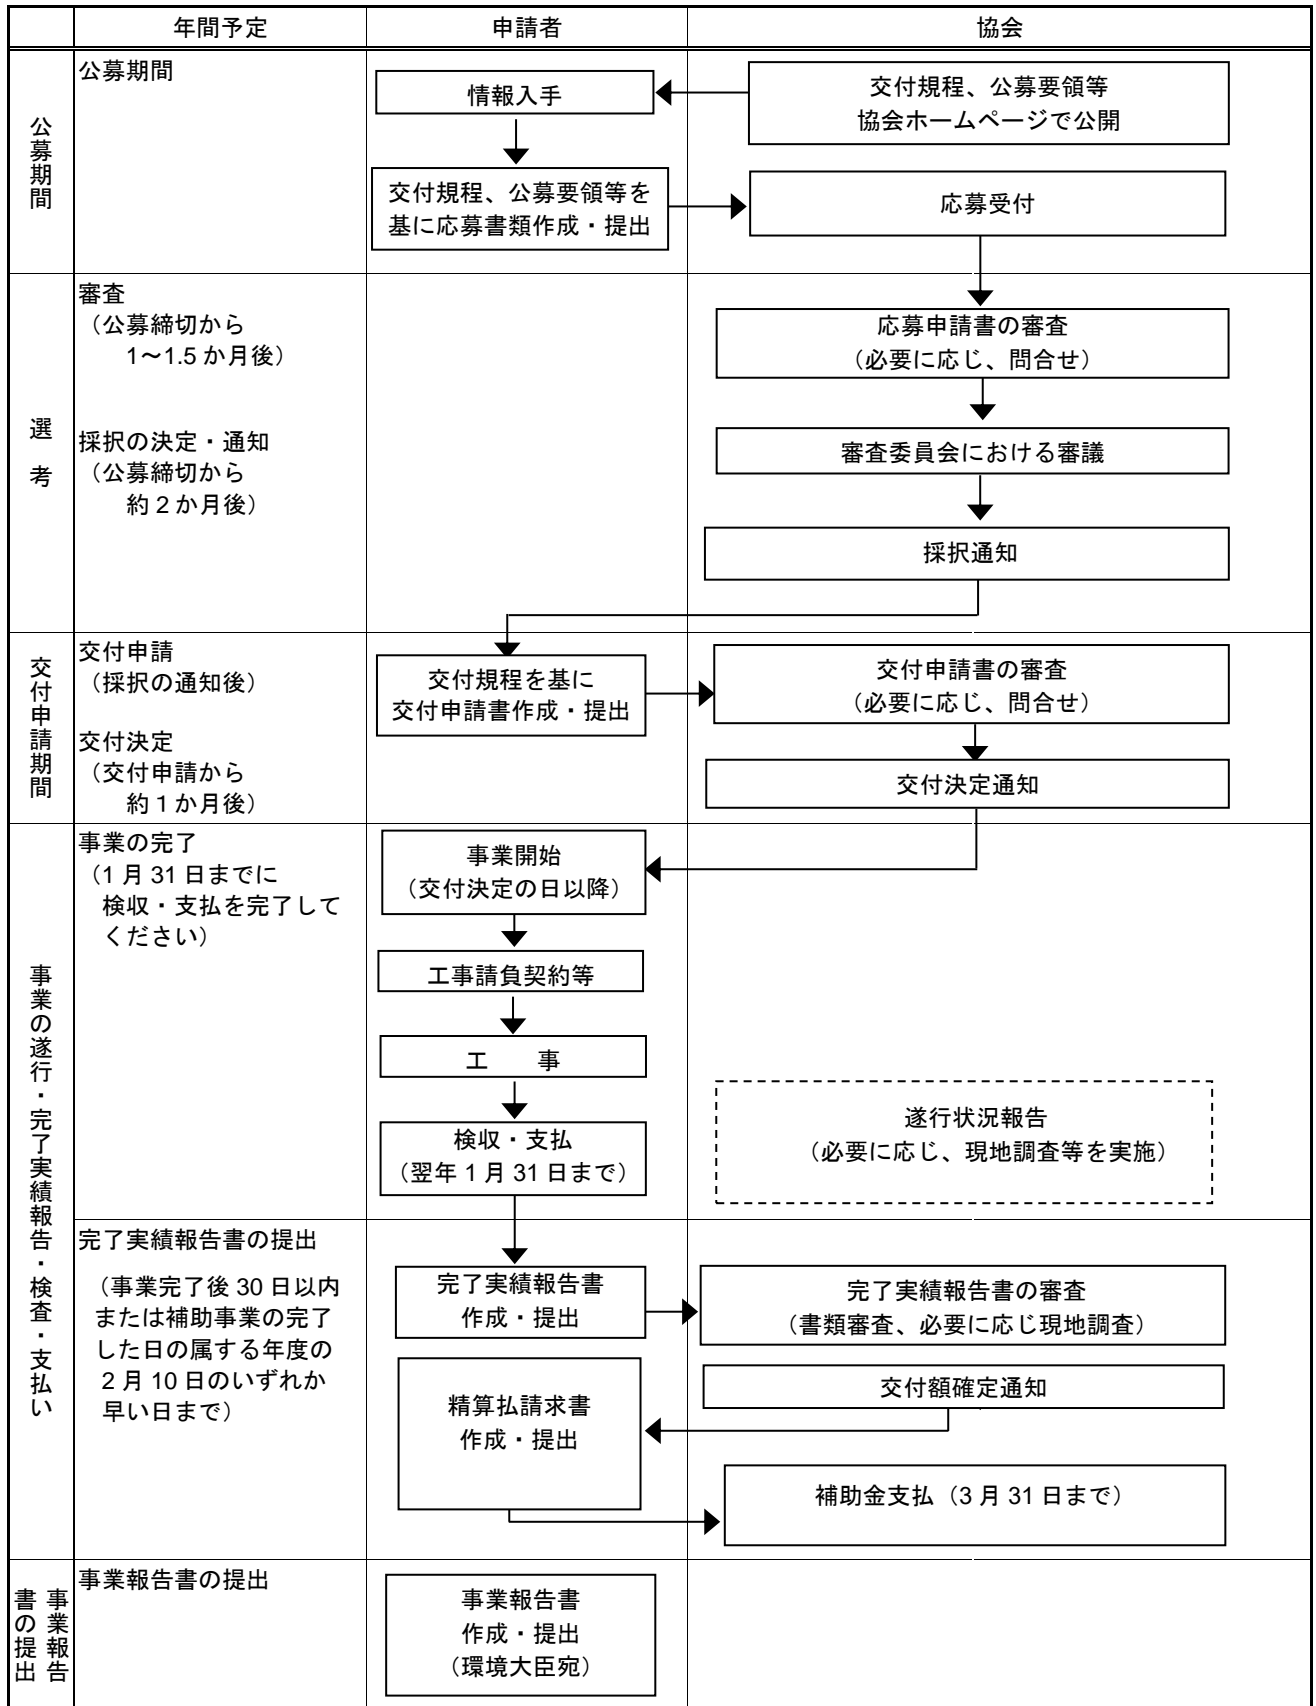 年間予定
申請者
協会
公募期間
公募期間
情報入手
交付規程、公募要領等
協会ホームページで公開
交付規程、公募要領等を
基に応募書類作成・提出
応募受付
選考
審査
（公募締切から
1～1.5か月後）
採択の決定・通知
（公募締切から
約2か月後）
応募申請書の審査
（必要に応じ、問合せ）
審査委員会における審議
採択通知
交付申請期間
交付申請
（採択の通知後）
交付決定
（交付申請から
約1か月後）
交付規程を基に
交付申請書作成・提出
交付申請書の審査
（必要に応じ、問合せ）
交付決定通知
事業の遂行・完了実績報告・検査・支払い
事業の完了
（1月31日までに
検収・支払を完了して
ください）
事業開始
（交付決定の日以降）
工事請負契約等
工　事
検収・支払
（翌年1月31日まで）
遂行状況報告
（必要に応じ、現地調査等を実施）
完了実績報告書の提出
（事業完了後30日以内
または補助事業の完了
した日の属する年度の
2月10日のいずれか
早い日まで）
完了実績報告書
作成・提出
完了実績報告書の審査
（書類審査、必要に応じ現地調査）
交付額確定通知
精算払請求書
作成・提出
補助金支払（3月31日まで）
事業報告
書の提出
事業報告書の提出
事業報告書
作成・提出
（環境大臣宛）